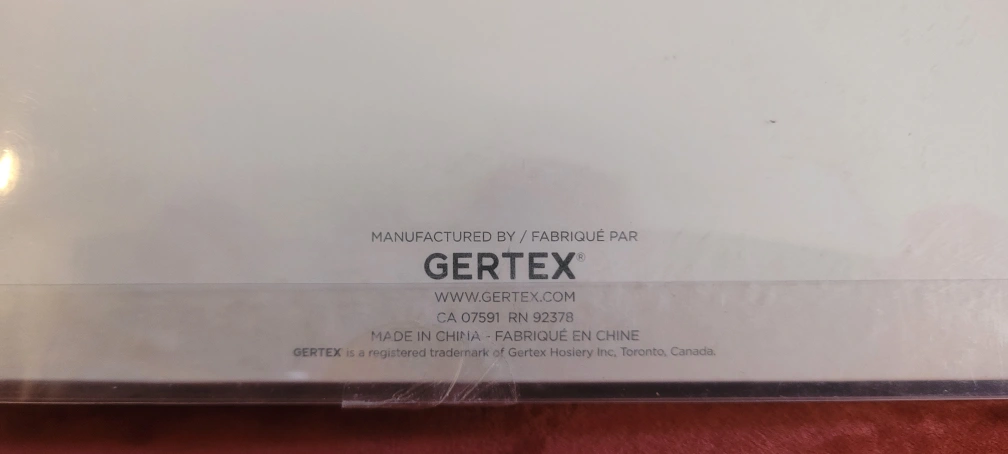 MANUFACTURED BY / FABRIQUÉ PAR
GERTEX®
WWW.GERTEX.COM
CA 07591 RN 92378
MADE IN CHINA - FABRIQUÉ EN CHINE
GERTEX is a registered trademark of Gertex Hosiery Inc, Toronto, Canada.